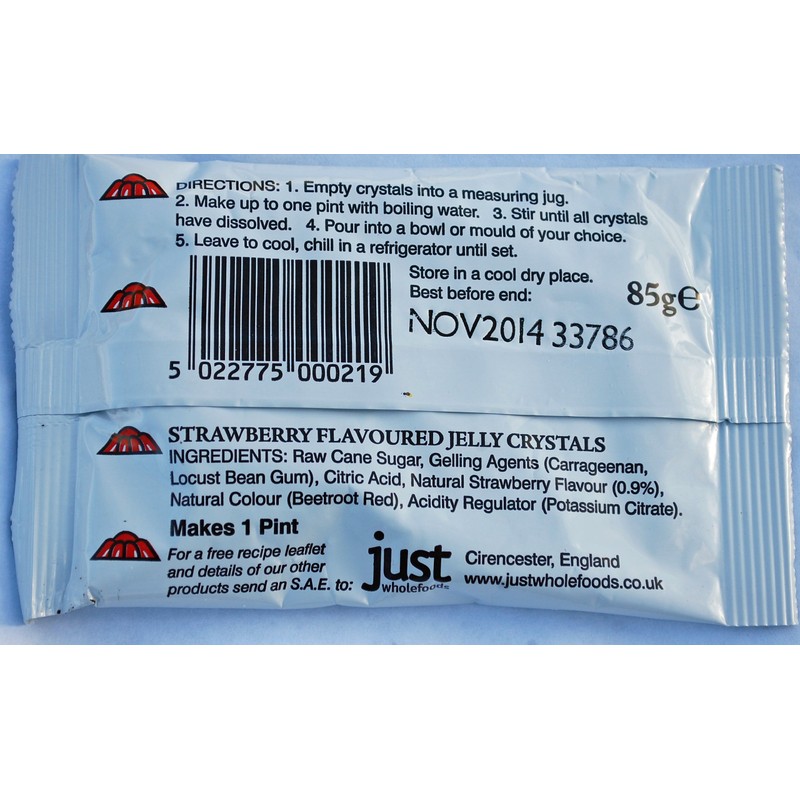 DIRECTIONS: 1. Empty crystals into a measuring jug.
2. Make up to one pint with boiling water. 3. Stir until all crystals
have dissolved. 4. Pour into a bowl or mould of your choice.
5. Leave to cool, chill in a refrigerator until set.
Store in a cool dry place.
Best before end:
85g℮
NOV2014 33786
5 022775 000219
STRAWBERRY FLAVOURED JELLY CRYSTALS
INGREDIENTS: Raw Cane Sugar, Gelling Agents (Carrageenan,
Locust Bean Gum), Citric Acid, Natural Strawberry Flavour (0.9%),
Natural Colour (Beetroot Red), Acidity Regulator (Potassium Citrate).
Makes 1 Pint
For a free recipe leaflet
and details of our other
products send an S.A.E. to:
just
wholefoods
Cirencester, England
www.justwholefoods.co.uk